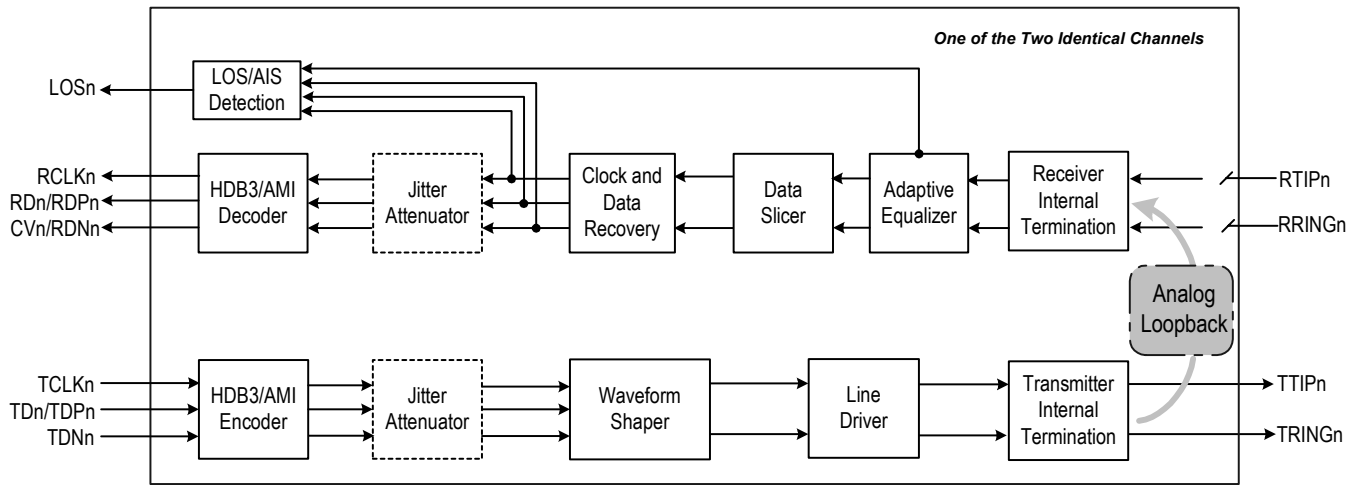 One of the Two Identical Channels
LOSn
LOS/AIS
Detection
RCLKn
RDn/RDPn
CVn/RDNn
HDB3/AMI
Decoder
Jitter
Attenuator
Clock and
Data
Recovery
Data
Slicer
Adaptive
Equalizer
Receiver
Internal
Termination
RTIPn
RRINGn
Analog
Loopback
TCLKn
TDn/TDPn
TDNn
HDB3/AMI
Encoder
Jitter
Attenuator
Waveform
Shaper
Line
Driver
Transmitter
Internal
Termination
TTIPn
TRINGn